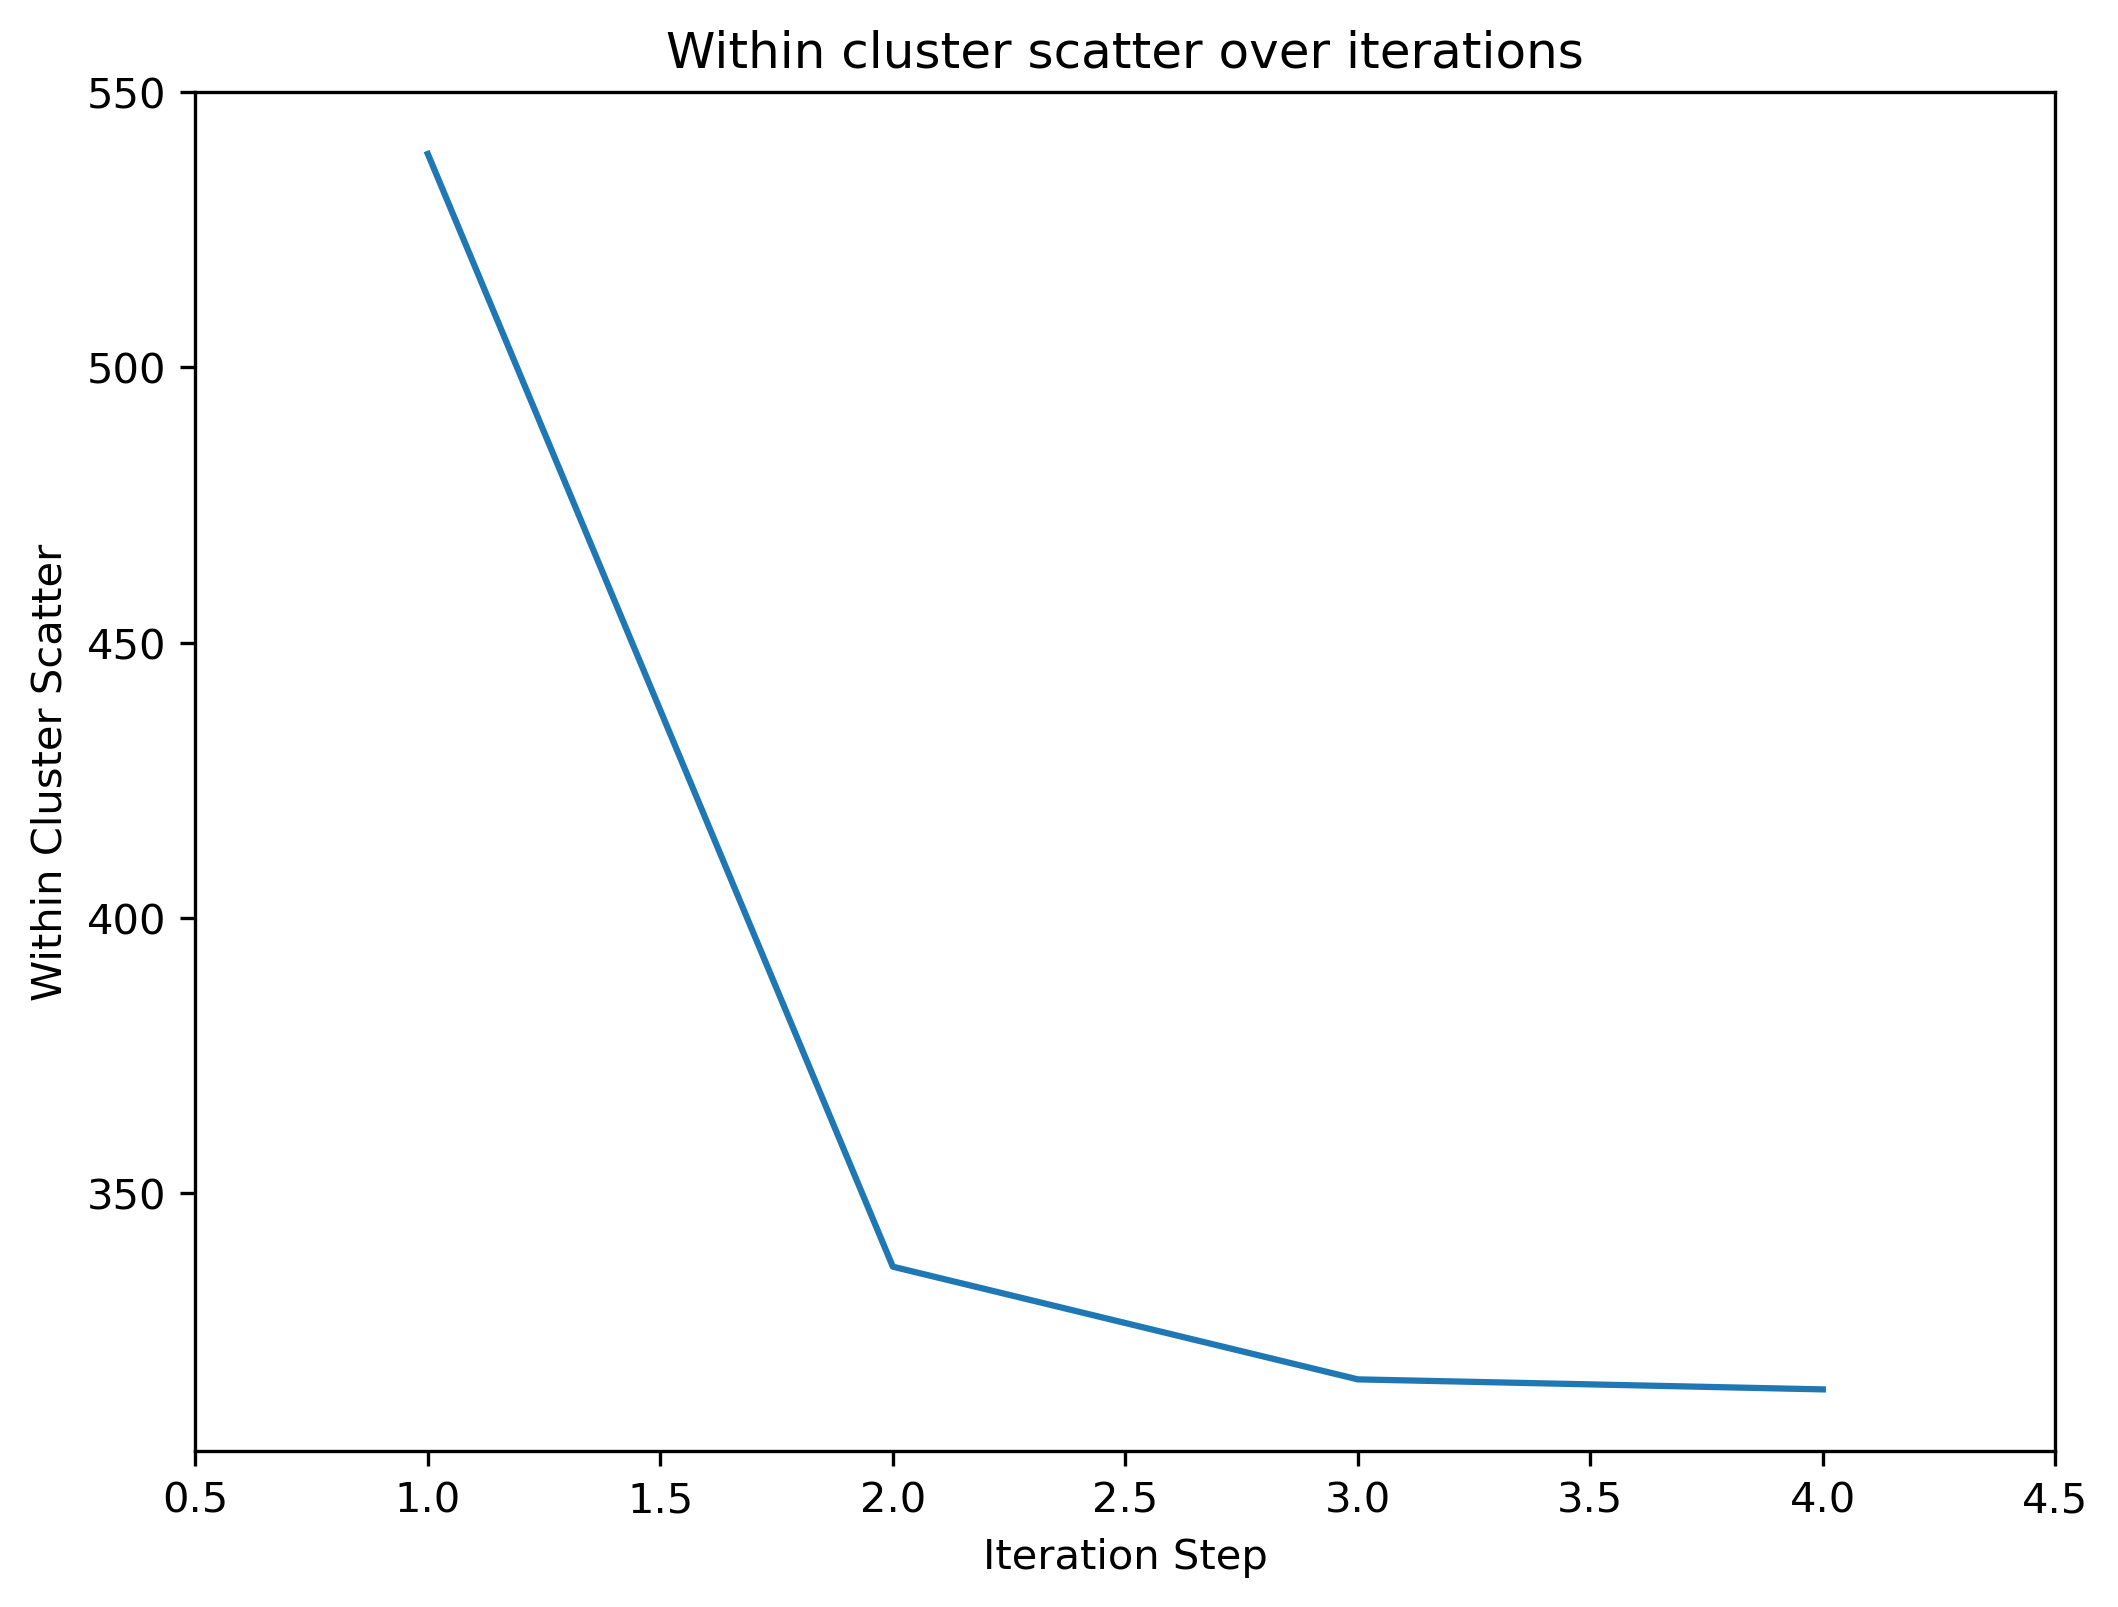 Within cluster scatter over iterations
550
500
450
400
350
Within Cluster Scatter
0.5 1.0 1.5 2.0 2.5 3.0 3.5 4.0 4.5
Iteration Step